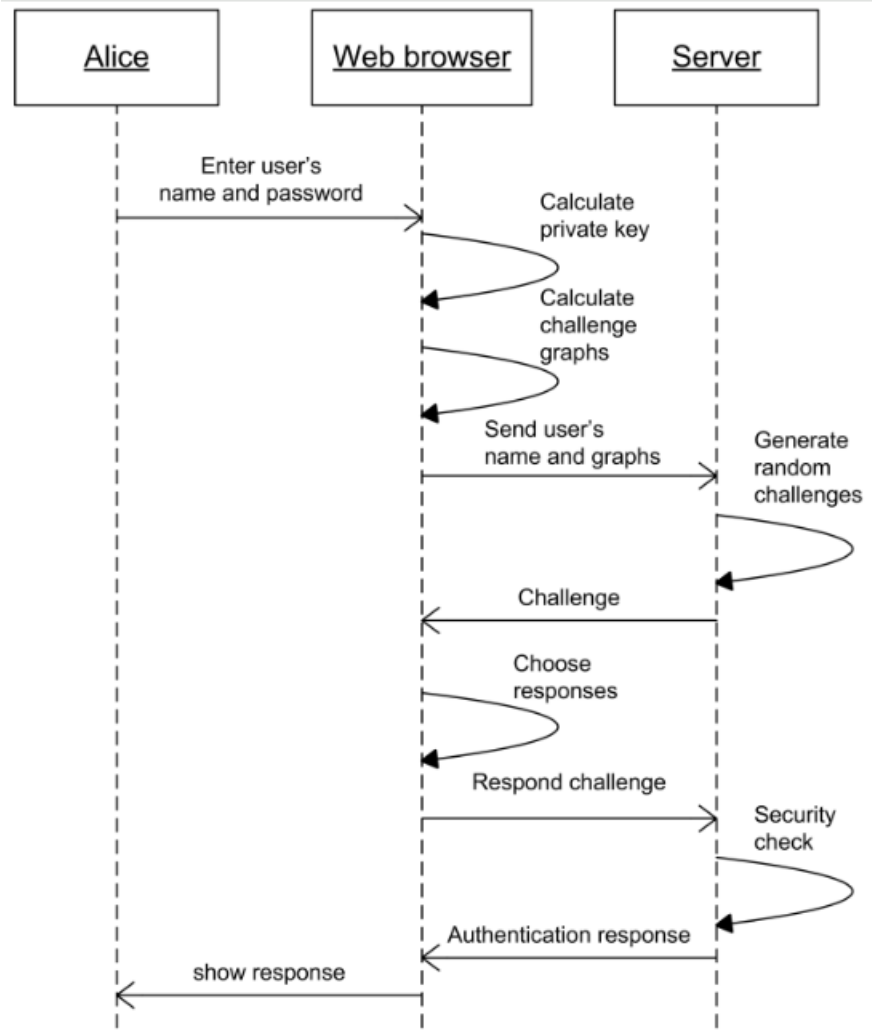 Alice
Web browser
Server
Enter user's
name and password
Calculate
private key
Calculate
challenge
graphs
Send user's
name and graphs
Generate
random
challenges
Challenge
Choose
responses
Respond challenge
Security
check
Authentication response
show response